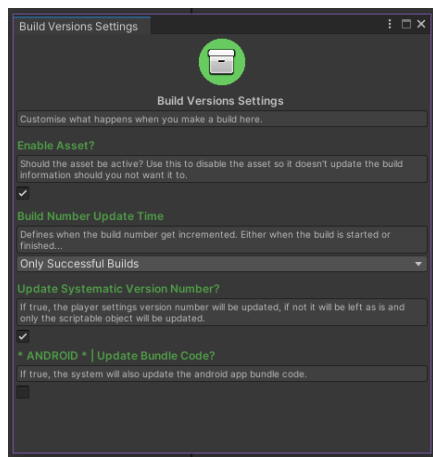 Build Versions Settings
Build Versions Settings
Customise what happens when you make a build here.
Enable Asset?
Should the asset be active? Use this to disable the asset so it doesn't update the build
information should you not want it to.
Build Number Update Time
Defines when the build number get incremented. Either when the build is started or
finished...
Only Successful Builds
Update Systematic Version Number?
If true, the player settings version number will be updated, if not it will be left as is and
only the scriptable object will be updated.
* ANDROID * | Update Bundle Code?
If true, the system will also update the android app bundle code.